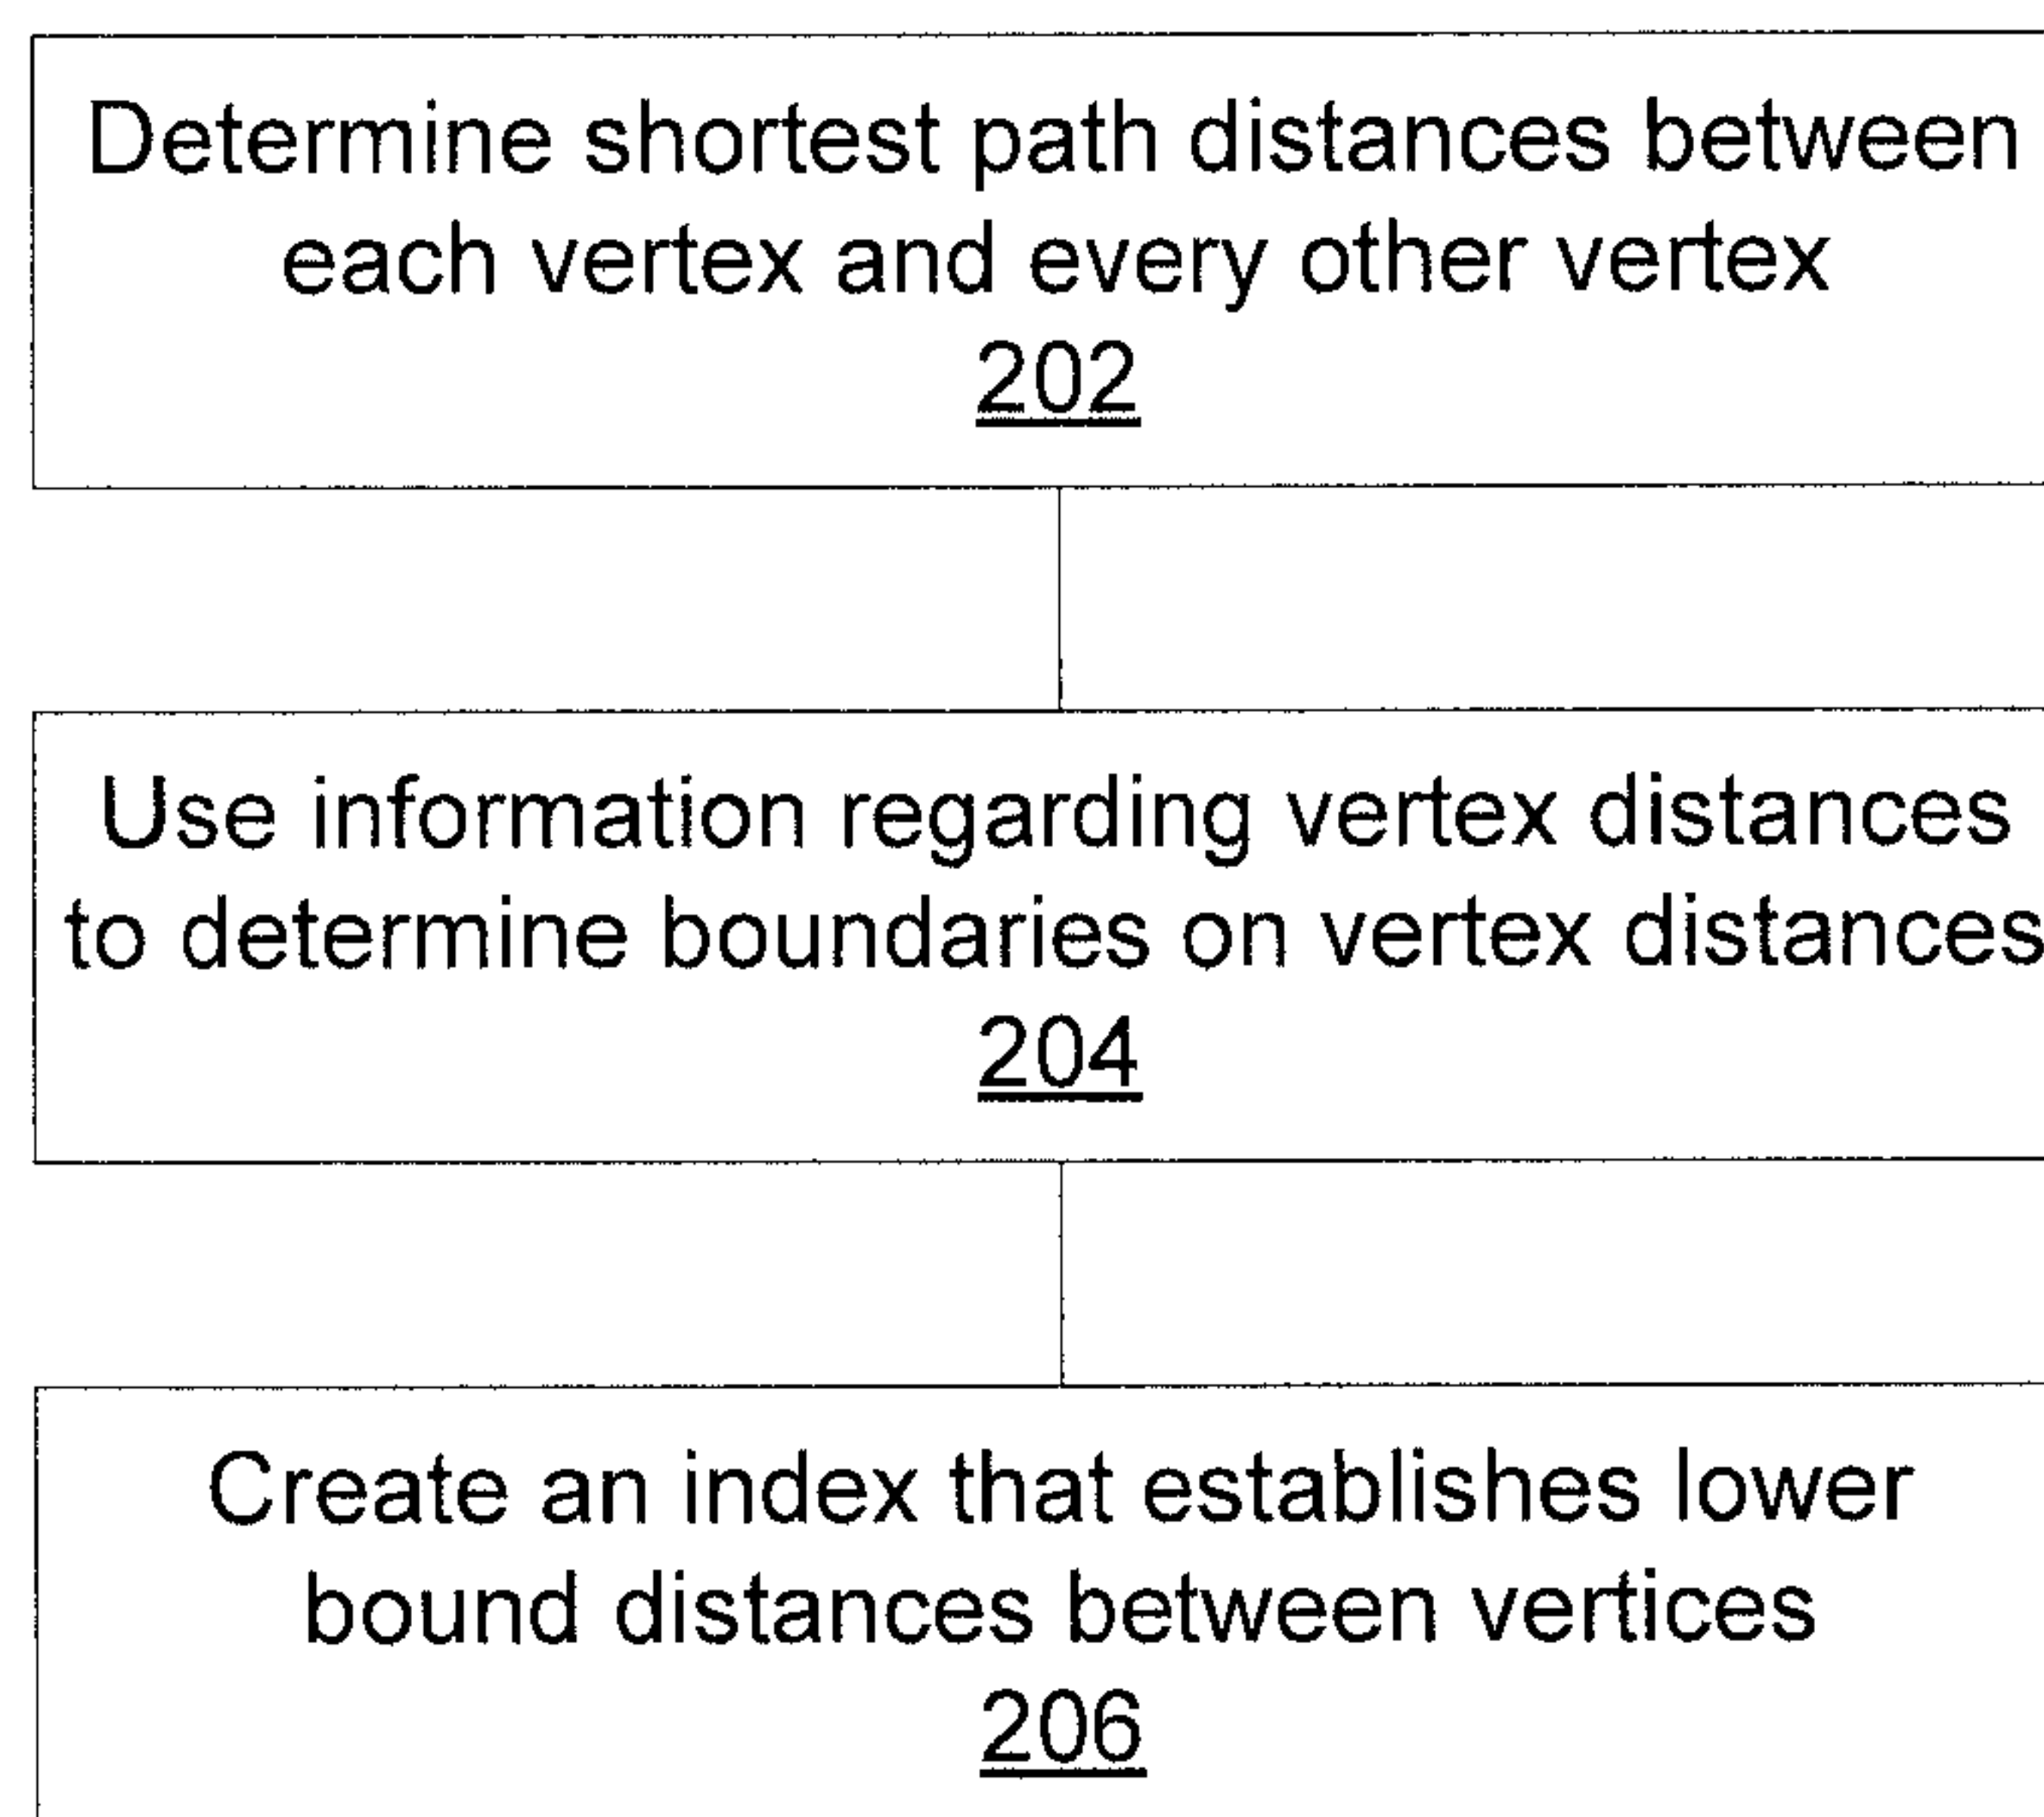 Determine shortest path distances between
each vertex and every other vertex
202
Use information regarding vertex distances
to determine boundaries on vertex distances
204
Create an index that establishes lower
bound distances between vertices
206